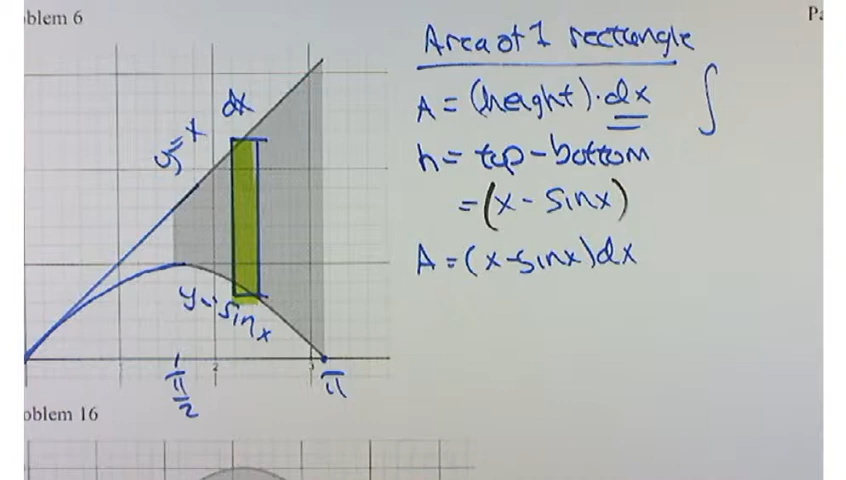 oblem 6
Pa
Area of 1 rectangle
A = (height) · dx ∫
h = top - bottom
= (x - sinx)
A = (x - sinx)dx
dx
y = x
y = sinx
2
3
π/2
π
oblem 16